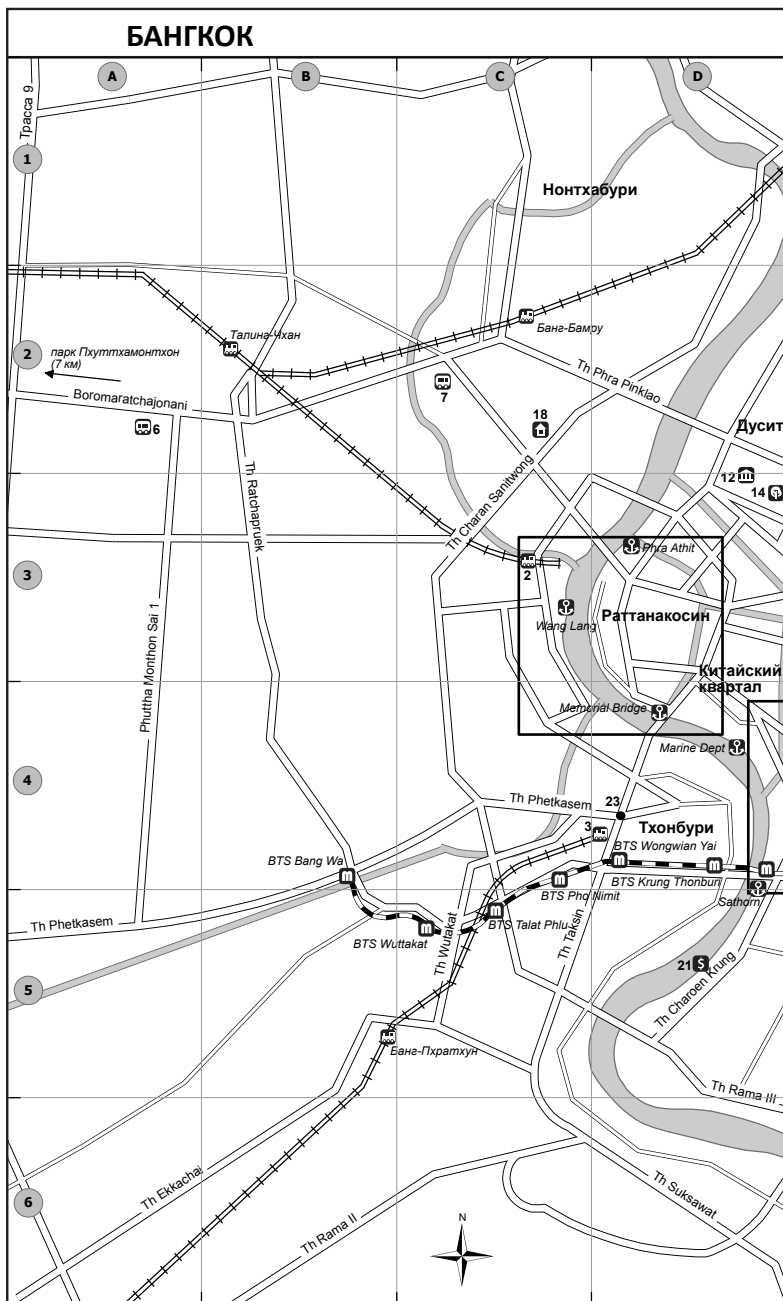 БАНГКОК
A
B
C
D
Трасса 9
1
Нонтхабури
Талинг-Чхан
Банг-Бамру
2
парк Пхуттхамонтхон
(7 км)
Th Phra Pinklao
7
Boromaratchajonani
18
6
Дусит
12
14
Th Ratchapruek
Th Charan Sanitwong
Phra Athit
3
2
Wang Lang
Раттанакосин
Phuttha Monthon Sai 1
Китайский
квартал
Memorial Bridge
Marine Dept
4
Th Phetkasem
23
3
Тхонбури
BTS Wongwian Yai
BTS Bang Wa
BTS Krung Thonburi
BTS Pho Nimit
Sathorn
Th Phetkasem
BTS Talat Phlu
BTS Wuttakat
Th Wutakat
Th Taksin
21
5
Th Charoen Krung
Банг-Пхратхун
Th Rama III
6
Th Ekkachai
Th Suksawat
Th Rama II
N